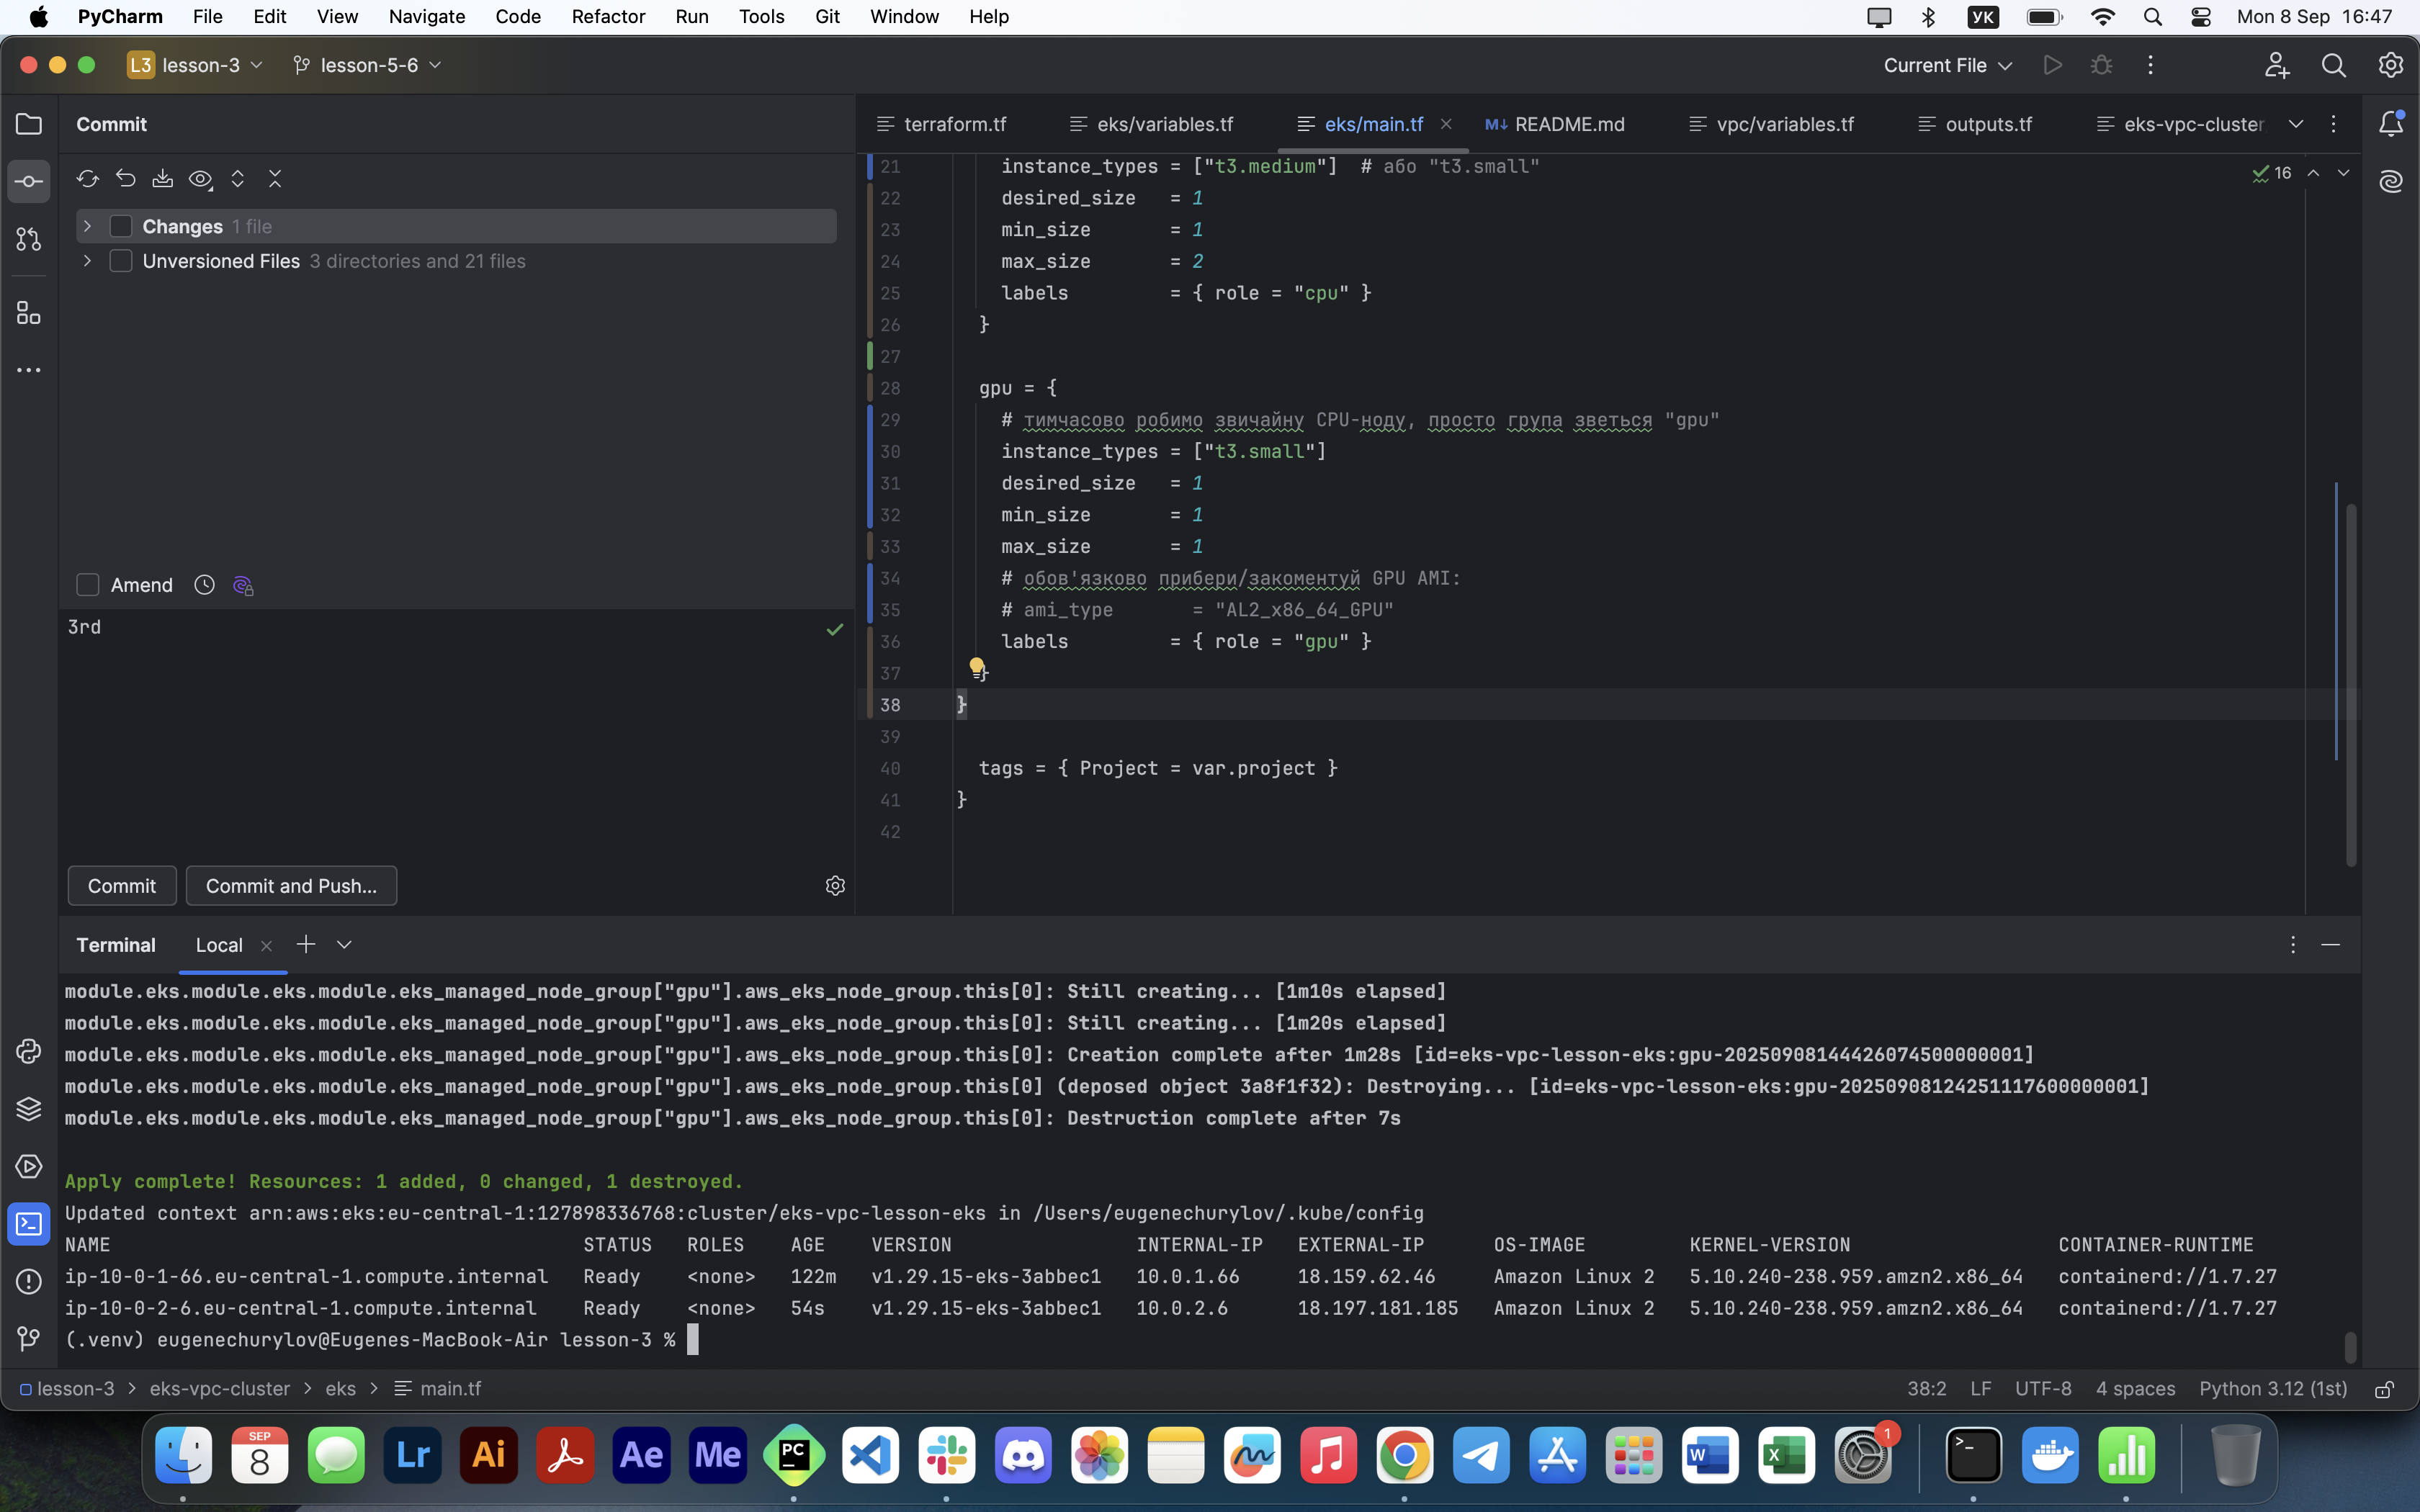 PyCharm File Edit View Navigate Code Refactor Run Tools Git Window Help УК Mon 8 Sep 16:47
L3 lesson-3 lesson-5-6 Current File
Commit
terraform.tf eks/variables.tf eks/main.tf M↓ README.md vpc/variables.tf outputs.tf eks-vpc-cluster
Changes 1 file
Unversioned Files 3 directories and 21 files
Amend
3rd
Commit Commit and Push...
16
21 instance_types = ["t3.medium"] # або "t3.small"
22 desired_size = 1
23 min_size = 1
24 max_size = 2
25 labels = { role = "cpu" }
26 }
27
28 gpu = {
29 # тимчасово робимо звичайну CPU-ноду, просто група зветься "gpu"
30 instance_types = ["t3.small"]
31 desired_size = 1
32 min_size = 1
33 max_size = 1
34 # обов'язково прибери/закоментуй GPU AMI:
35 # ami_type = "AL2_x86_64_GPU"
36 labels = { role = "gpu" }
37 }
38 }
39
40 tags = { Project = var.project }
41 }
42
Terminal Local
module.eks.module.eks.module.eks_managed_node_group["gpu"].aws_eks_node_group.this[0]: Still creating... [1m10s elapsed]
module.eks.module.eks.module.eks_managed_node_group["gpu"].aws_eks_node_group.this[0]: Still creating... [1m20s elapsed]
module.eks.module.eks.module.eks_managed_node_group["gpu"].aws_eks_node_group.this[0]: Creation complete after 1m28s [id=eks-vpc-lesson-eks:gpu-20250908144426074500000001]
module.eks.module.eks.module.eks_managed_node_group["gpu"].aws_eks_node_group.this[0] (deposed object 3a8f1f32): Destroying... [id=eks-vpc-lesson-eks:gpu-20250908124251117600000001]
module.eks.module.eks.module.eks_managed_node_group["gpu"].aws_eks_node_group.this[0]: Destruction complete after 7s
Apply complete! Resources: 1 added, 0 changed, 1 destroyed.
Updated context arn:aws:eks:eu-central-1:127898336768:cluster/eks-vpc-lesson-eks in /Users/eugenechurylov/.kube/config
NAME STATUS ROLES AGE VERSION INTERNAL-IP EXTERNAL-IP OS-IMAGE KERNEL-VERSION CONTAINER-RUNTIME
ip-10-0-1-66.eu-central-1.compute.internal Ready <none> 122m v1.29.15-eks-3abbec1 10.0.1.66 18.159.62.46 Amazon Linux 2 5.10.240-238.959.amzn2.x86_64 containerd://1.7.27
ip-10-0-2-6.eu-central-1.compute.internal Ready <none> 54s v1.29.15-eks-3abbec1 10.0.2.6 18.197.181.185 Amazon Linux 2 5.10.240-238.959.amzn2.x86_64 containerd://1.7.27
(.venv) eugenechurylov@Eugenes-MacBook-Air lesson-3 %
lesson-3 > eks-vpc-cluster > eks > main.tf 38:2 LF UTF-8 4 spaces Python 3.12 (1st)
SEP
8
Lr Ai Ae Me PC W X 1